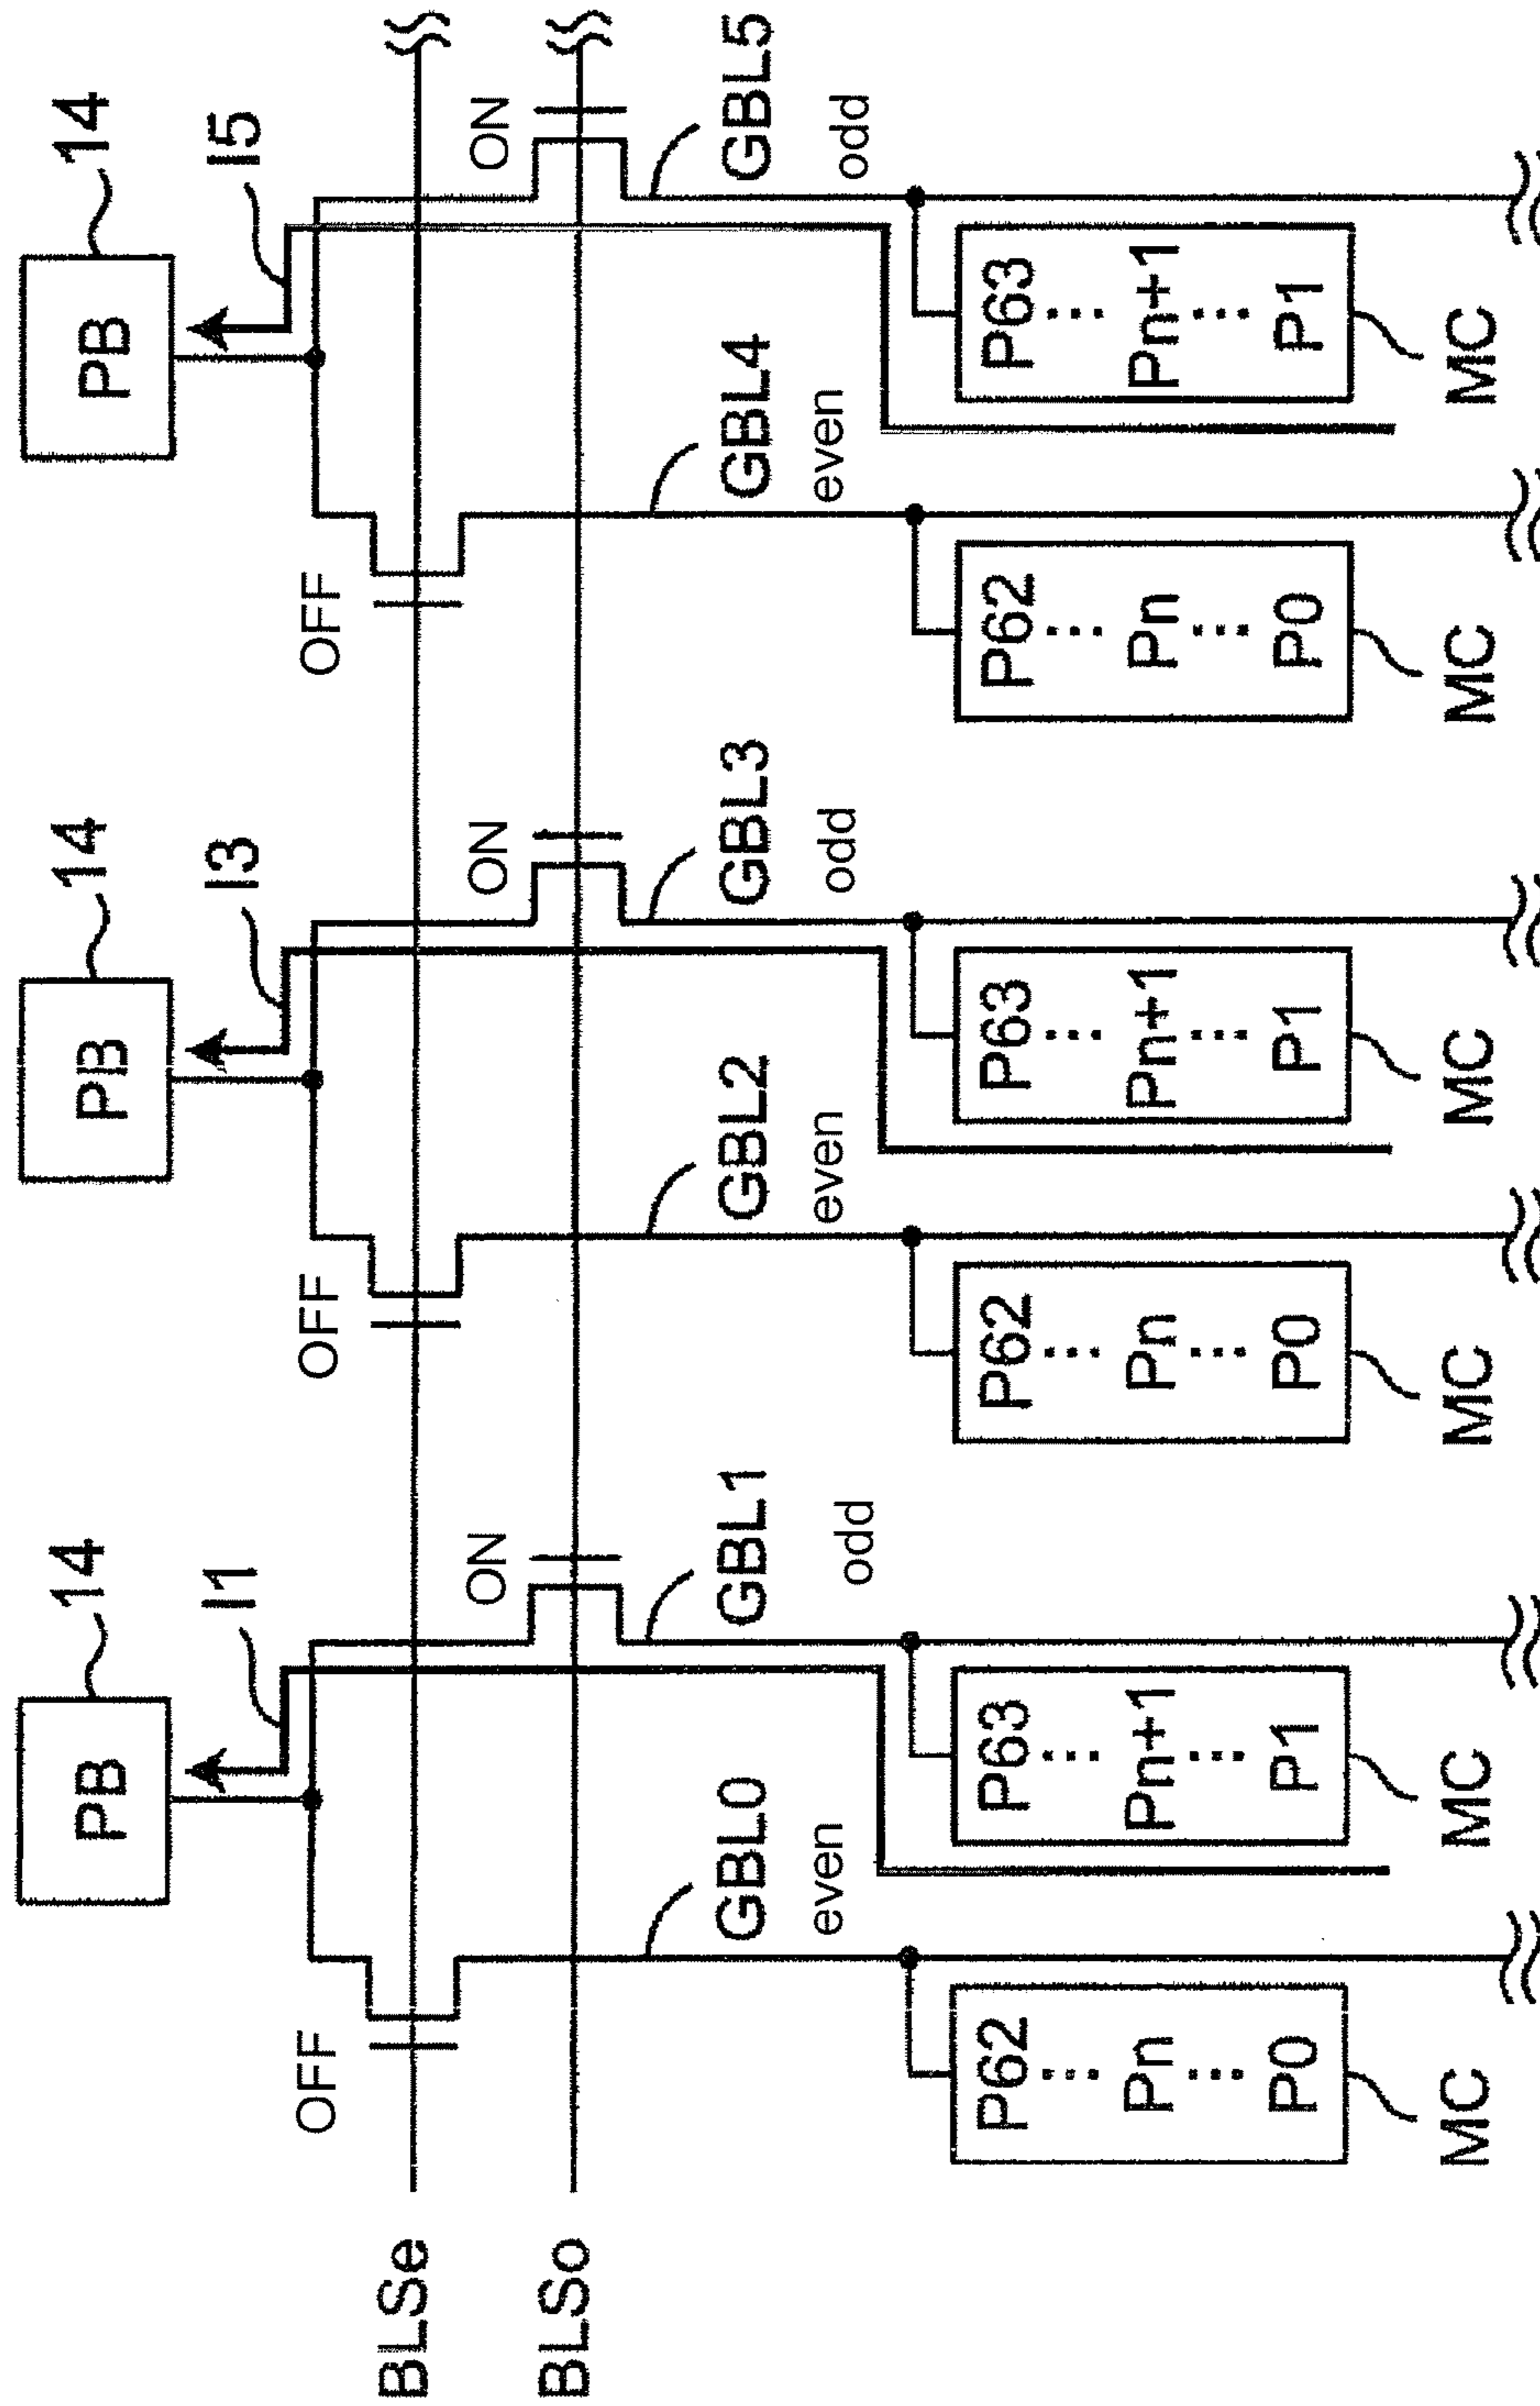 14 14 14
PB PB PB
I1 I3 I5
OFF OFF OFF
BLSe
ON ON ON
BLSo
GBL0 GBL1 GBL2 GBL3 GBL4 GBL5
even odd even odd even odd
P62 P63 P62 P63 P62 P63
⋯ ⋯ ⋯ ⋯ ⋯ ⋯
Pn Pn+1 Pn Pn+1 Pn Pn+1
⋯ ⋯ ⋯ ⋯ ⋯ ⋯
P0 P1 P0 P1 P0 P1
MC MC MC MC MC MC